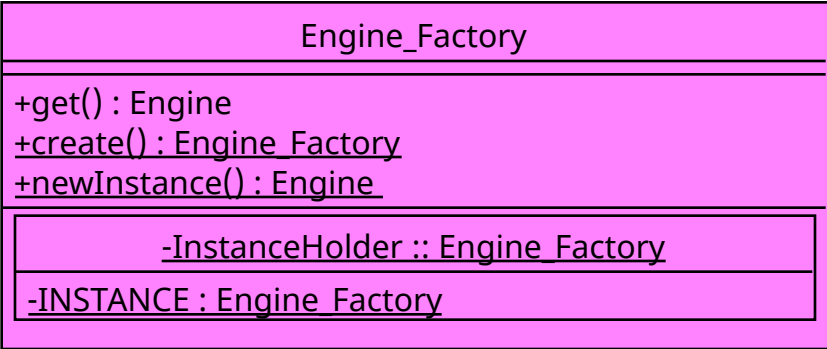 Engine_Factory
+get() : Engine
+create() : Engine_Factory
+newInstance() : Engine
-InstanceHolder :: Engine_Factory
-INSTANCE : Engine_Factory